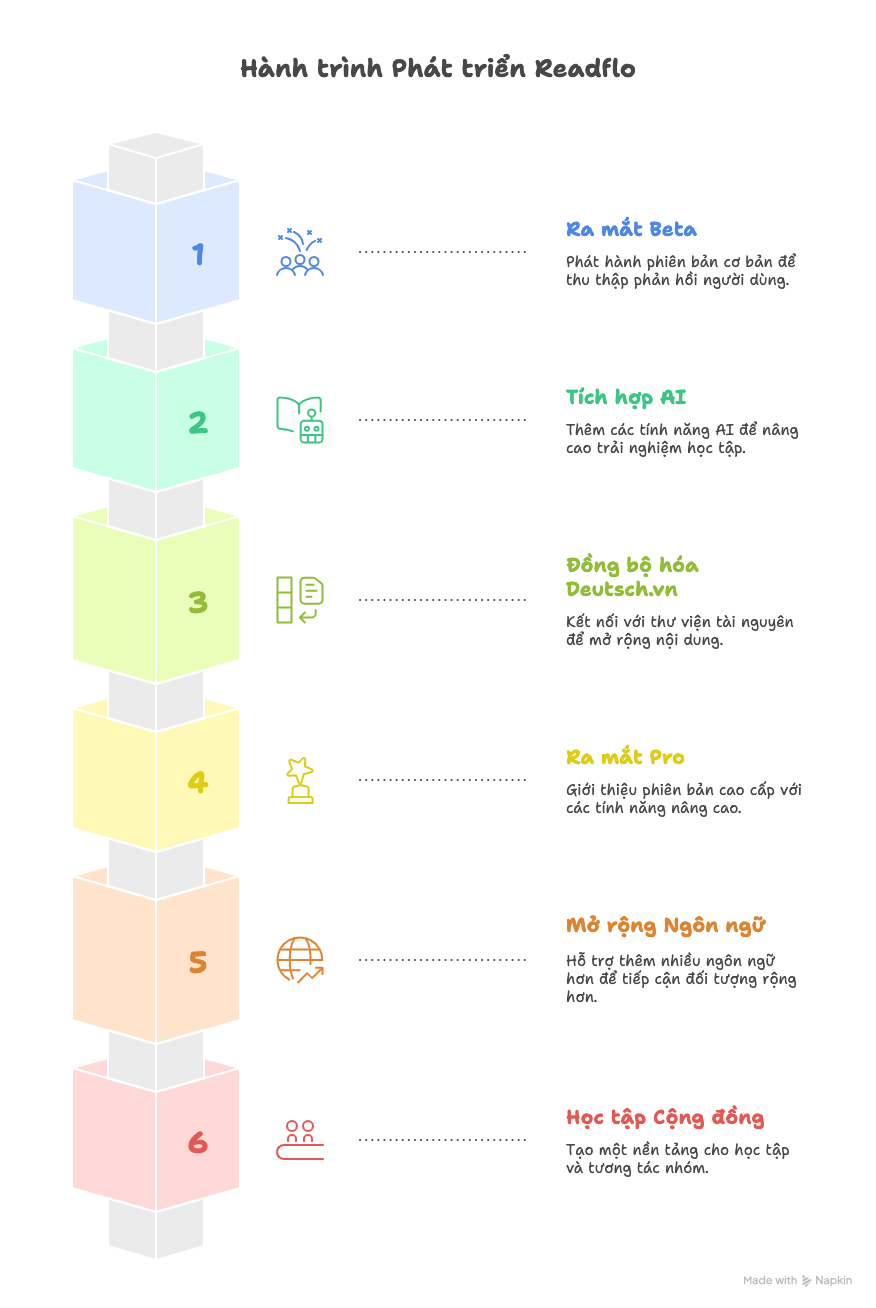 Hành trình Phát triển Readflo
1
Ra mắt Beta
Phát hành phiên bản cơ bản để
thu thập phản hồi người dùng.
2
Tích hợp AI
Thêm các tính năng AI để nâng
cao trải nghiệm học tập.
3
Đồng bộ hóa
Deutsch.vn
Kết nối với thư viện tài nguyên
để mở rộng nội dung.
4
Ra mắt Pro
Giới thiệu phiên bản cao cấp với
các tính năng nâng cao.
5
Mở rộng Ngôn ngữ
Hỗ trợ thêm nhiều ngôn ngữ
hơn để tiếp cận đối tượng rộng
hơn.
6
Học tập Cộng đồng
Tạo một nền tảng cho học tập
và tương tác nhóm.
Made with Napkin